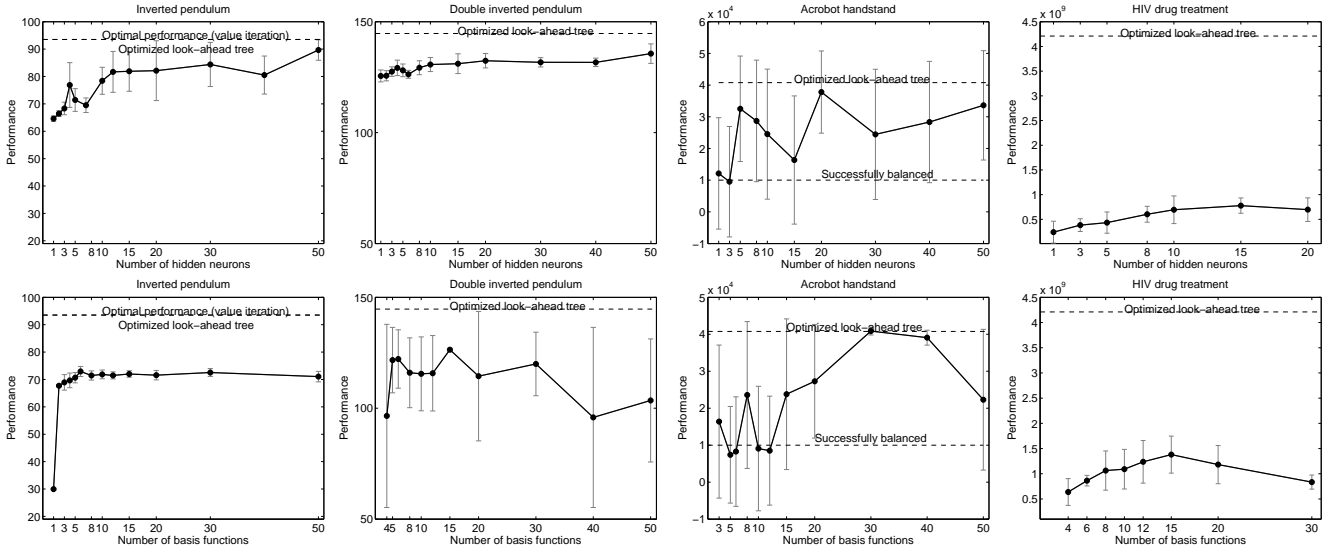 Inverted pendulum
100
90
80
70
60
50
40
30
20
Performance
Optimal performance (value iteration)
Optimized look−ahead tree
1 3 5 8 10 15 20 30 50
Number of hidden neurons
Double inverted pendulum
150
100
50
Performance
Optimized look−ahead tree
1 3 5 8 10 15 20 30 40 50
Number of hidden neurons
Acrobot handstand
6 x 10^4
5
4
3
2
1
0
−1
Performance
Optimized look−ahead tree
Successfully balanced
1 3 5 8 10 15 20 30 40 50
Number of hidden neurons
HIV drug treatment
4.5 x 10^9
4
3.5
3
2.5
2
1.5
1
0.5
Performance
Optimized look−ahead tree
1 3 5 8 10 15 20
Number of hidden neurons
Inverted pendulum
100
90
80
70
60
50
40
30
20
Performance
Optimal performance (value iteration)
Optimized look−ahead tree
1 3 5 8 10 15 20 30 50
Number of basis functions
Double inverted pendulum
150
100
50
Performance
Optimized look−ahead tree
4 5 8 10 15 20 30 40 50
Number of basis functions
Acrobot handstand
5 x 10^4
4
3
2
1
0
−1
Performance
Optimized look−ahead tree
Successfully balanced
3 5 8 10 15 20 30 40 50
Number of basis functions
HIV drug treatment
4.5 x 10^9
4
3.5
3
2.5
2
1.5
1
0.5
Performance
Optimized look−ahead tree
4 6 8 10 12 15 20 30
Number of basis functions